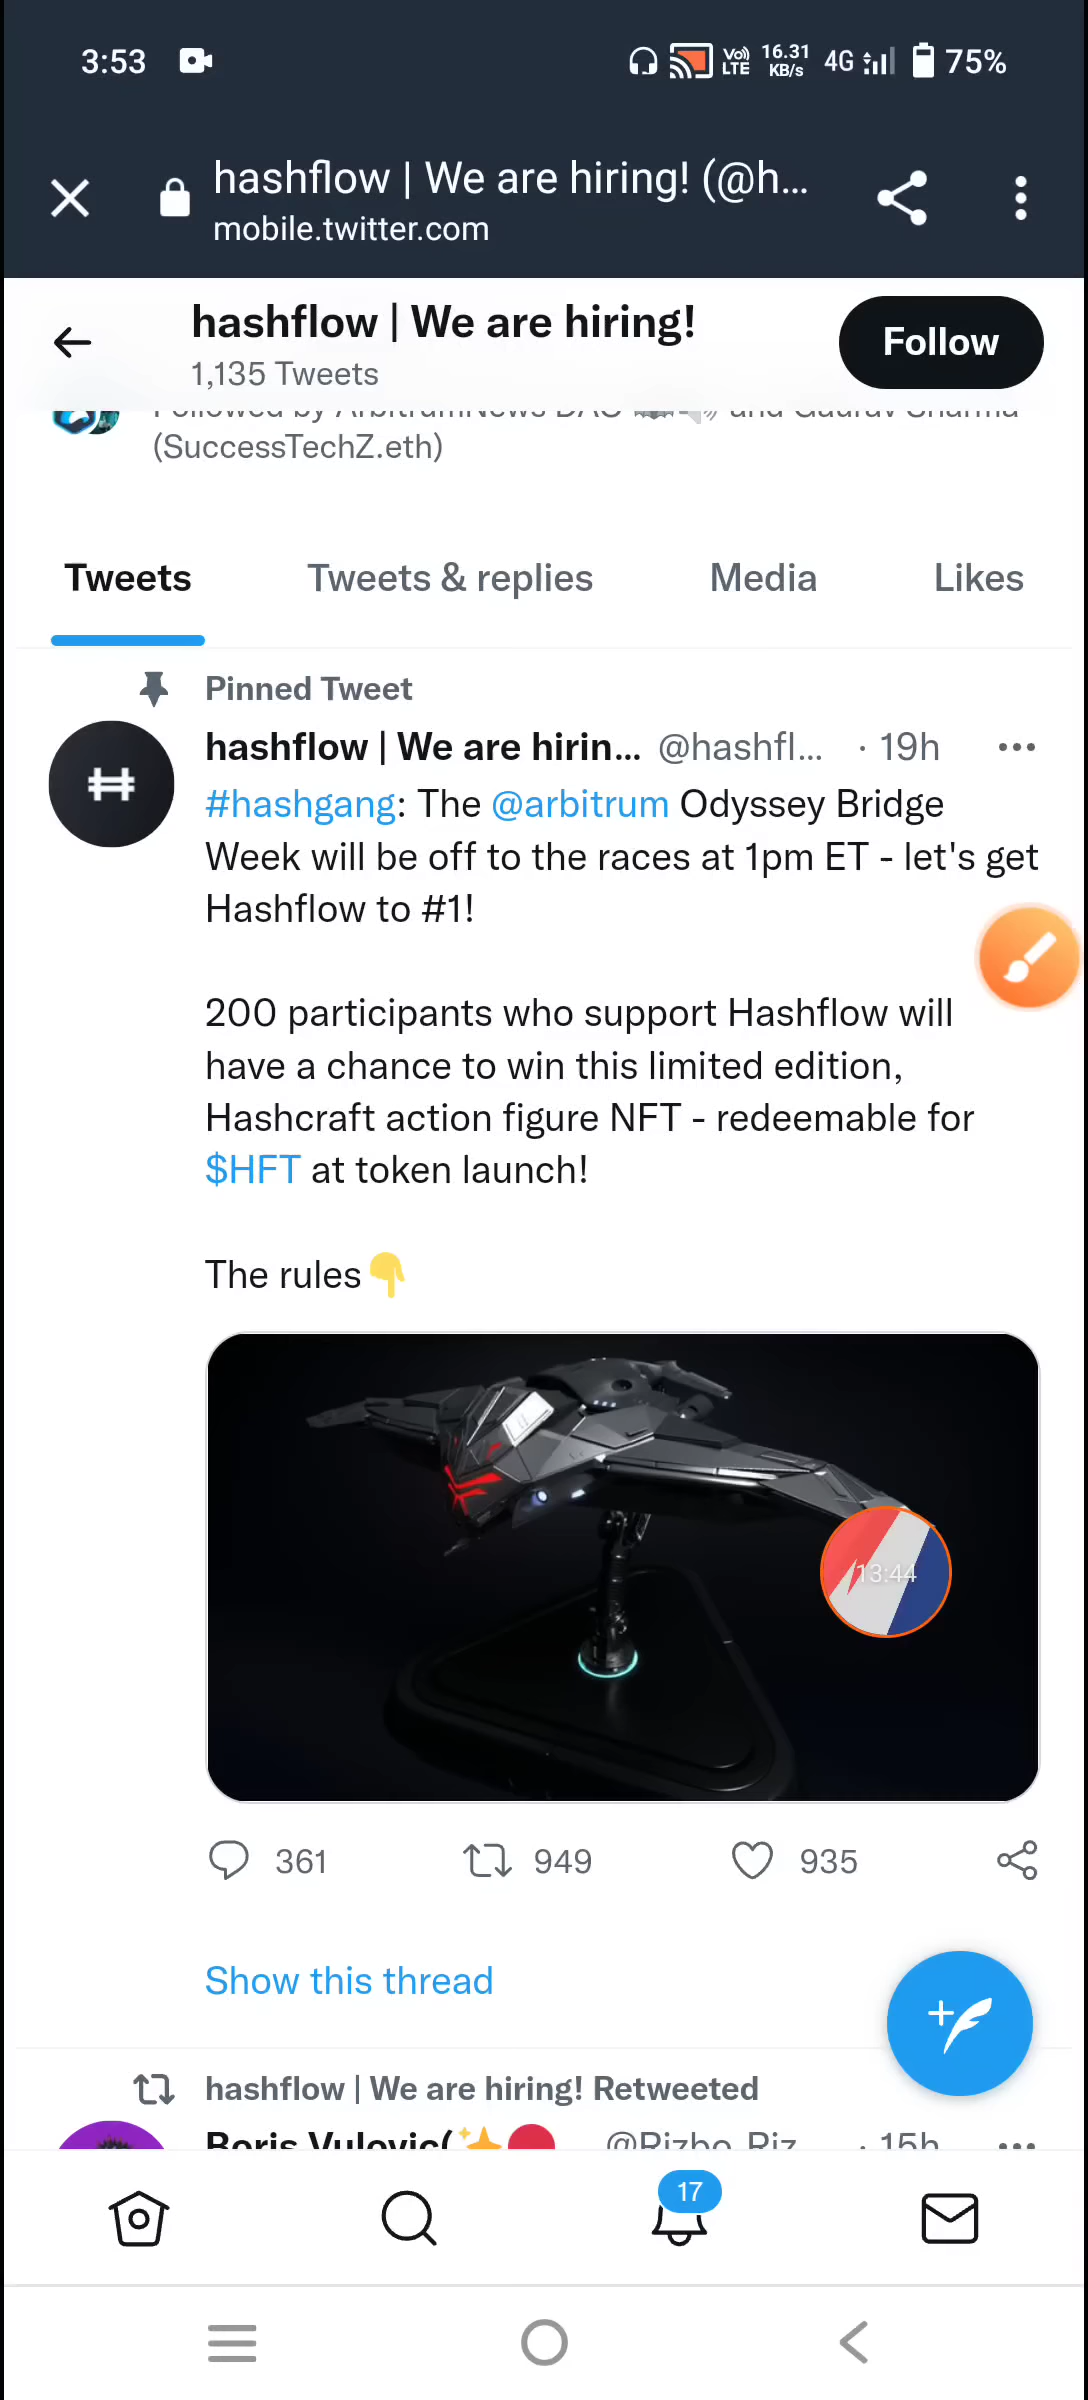 3:53
Vo))
LTE
16.31
KB/s
4G
75%
hashflow | We are hiring! (@h...
mobile.twitter.com
hashflow | We are hiring!
1,135 Tweets
Follow
Followed by ArbitrumNews DAO and Gaurav Sharma
(SuccessTechZ.eth)
Tweets
Tweets & replies
Media
Likes
Pinned Tweet
hashflow | We are hirin... @hashfl... · 19h
#hashgang: The @arbitrum Odyssey Bridge
Week will be off to the races at 1pm ET - let's get
Hashflow to #1!
200 participants who support Hashflow will
have a chance to win this limited edition,
Hashcraft action figure NFT - redeemable for
$HFT at token launch!
The rules👇
13:44
361
949
935
Show this thread
hashflow | We are hiring! Retweeted
Boris Vulovic(✨🔴 @Rizbo_Riz... · 15h
17